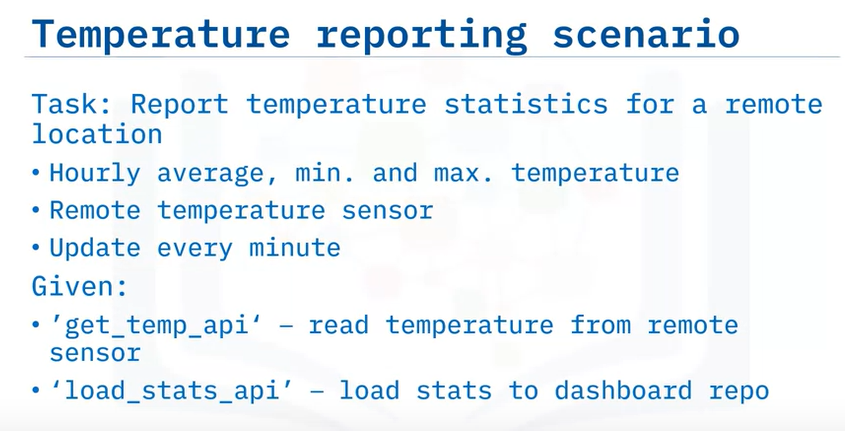 Temperature reporting scenario
Task: Report temperature statistics for a remote
location
• Hourly average, min. and max. temperature
• Remote temperature sensor
• Update every minute
Given:
• ’get_temp_api‘ – read temperature from remote
sensor
• ‘load_stats_api’ – load stats to dashboard repo